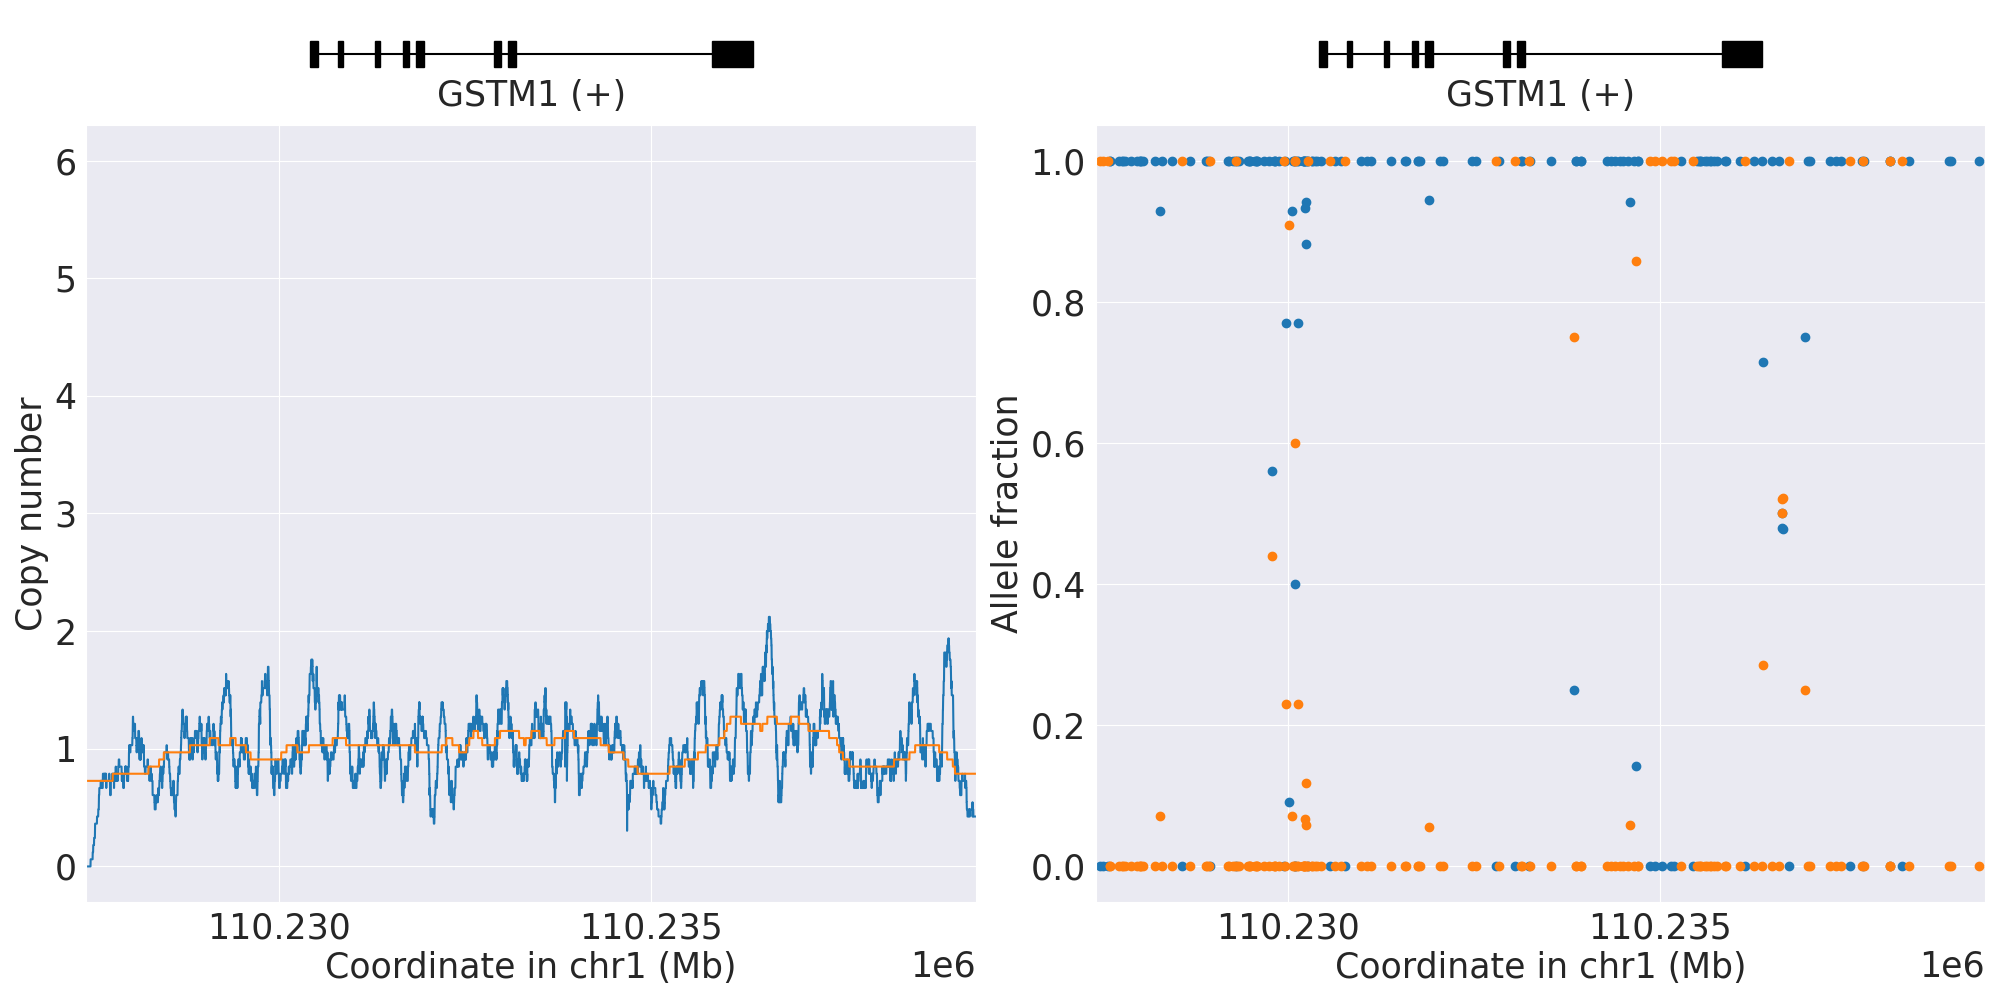 GSTM1 (+)
GSTM1 (+)
6
5
4
3
2
1
0
Copy number
110.230
110.235
Coordinate in chr1 (Mb)
1e6
1.0
0.8
0.6
0.4
0.2
0.0
Allele fraction
110.230
110.235
Coordinate in chr1 (Mb)
1e6